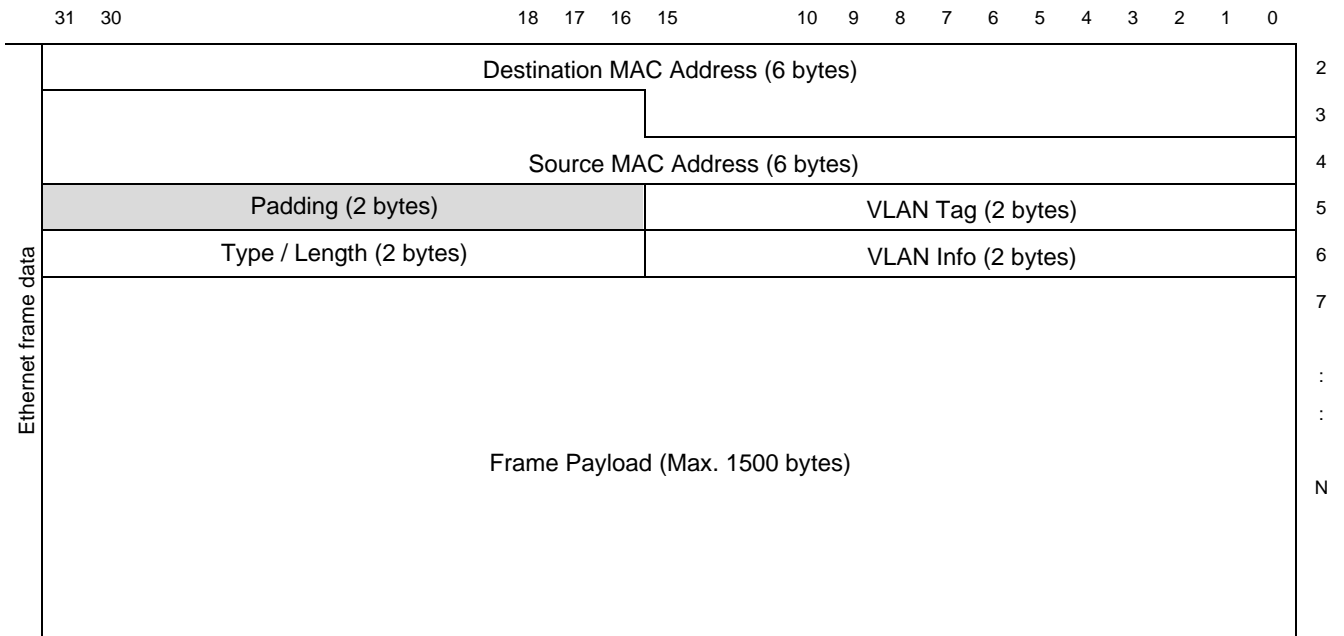 31 30 18 17 16 15 10 9 8 7 6 5 4 3 2 1 0
Destination MAC Address (6 bytes) 2
3
Source MAC Address (6 bytes) 4
Padding (2 bytes) VLAN Tag (2 bytes) 5
Type / Length (2 bytes) VLAN Info (2 bytes) 6
Ethernet frame data
7
:
:
Frame Payload (Max. 1500 bytes)
N